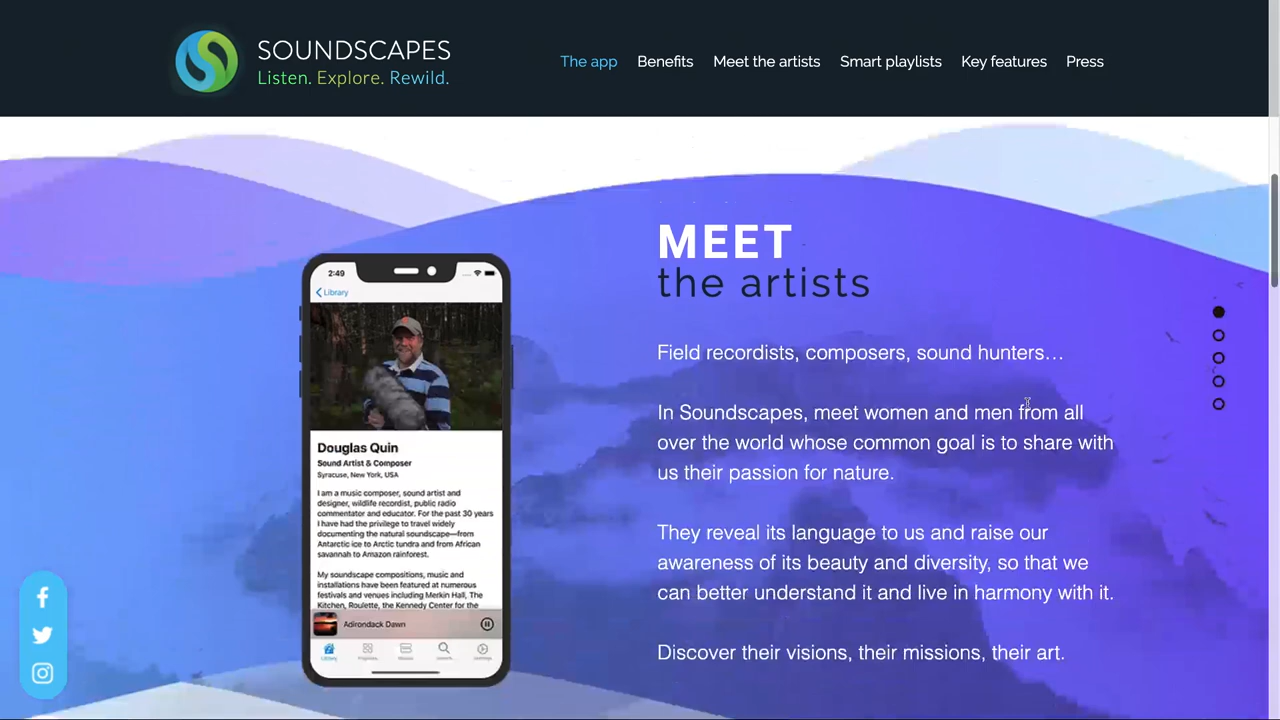 SOUNDSCAPES
Listen. Explore. Rewild.
The app
Benefits
Meet the artists
Smart playlists
Key features
Press
MEET
the artists
Field recordists, composers, sound hunters…
In Soundscapes, meet women and men from all
over the world whose common goal is to share with
us their passion for nature.
They reveal its language to us and raise our
awareness of its beauty and diversity, so that we
can better understand it and live in harmony with it.
Discover their visions, their missions, their art.
2:49
Library
Douglas Quin
Sound Artist & Composer
Syracuse, New York, USA
I am a music composer, sound artist and
designer, wildlife recordist, public radio
commentator and educator. For the past 30 years
I have had the privilege to travel widely
documenting the natural soundscape—from
Antarctic ice to Arctic tundra and from African
savannah to Amazon rainforest.
My soundscape compositions, music and
installations have been featured at numerous
festivals and venues including Merkin Hall, The
Kitchen, Roulette, the Kennedy Center for the
Adirondack Dawn
Library